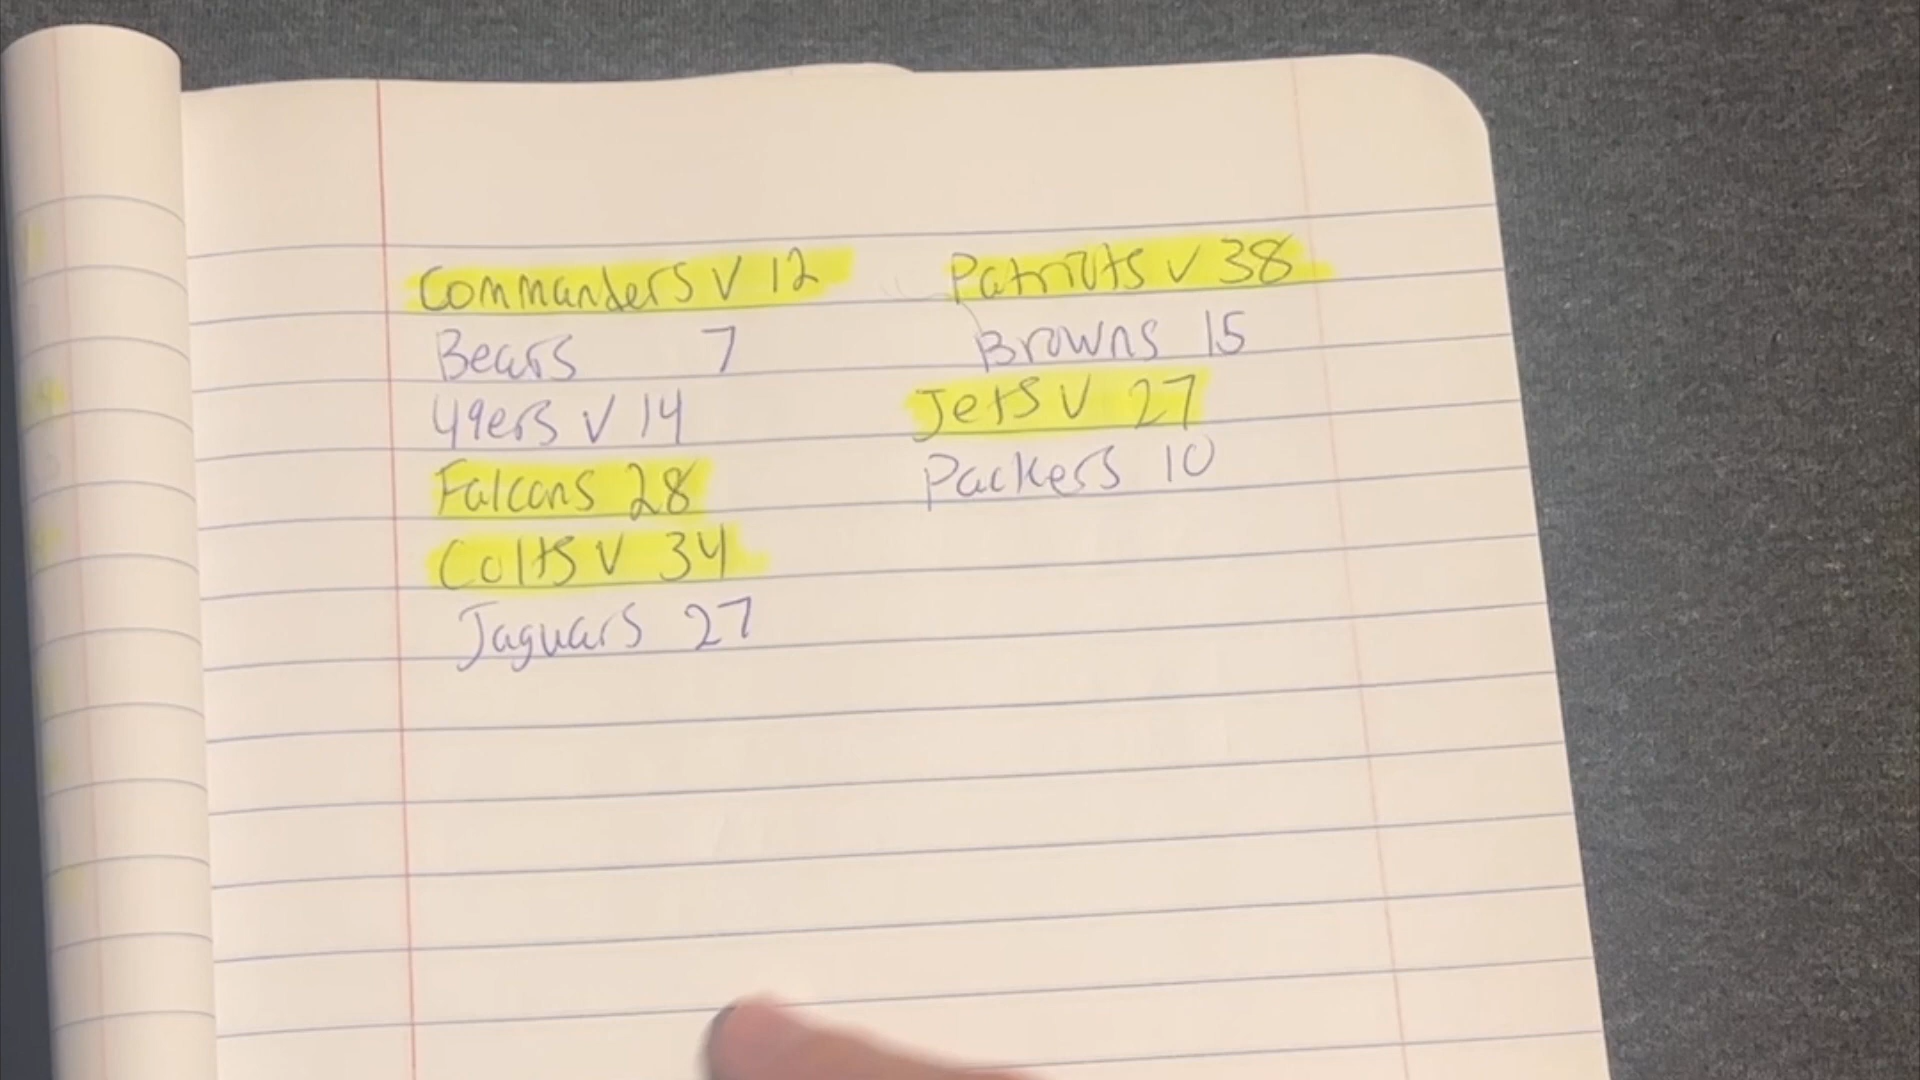 Commanders V 12
Bears 7
49ers V 14
Falcons 28
Colts V 34
Jaguars 27
Patriots V 38
Browns 15
Jets V 27
Packers 10